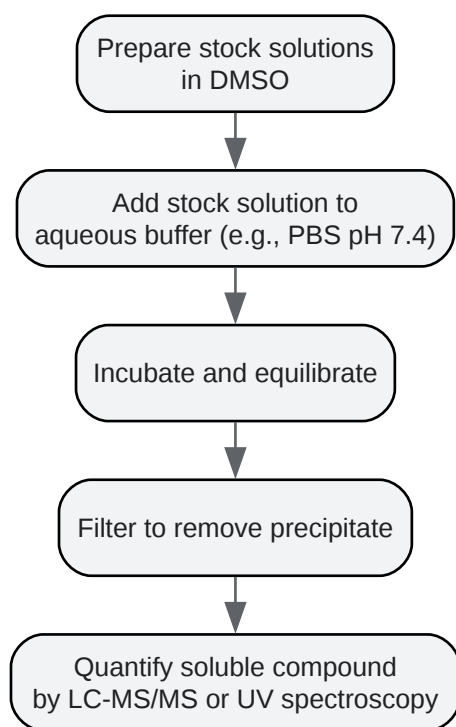 Prepare stock solutions
in DMSO
Add stock solution to
aqueous buffer (e.g., PBS pH 7.4)
Incubate and equilibrate
Filter to remove precipitate
Quantify soluble compound
by LC-MS/MS or UV spectroscopy